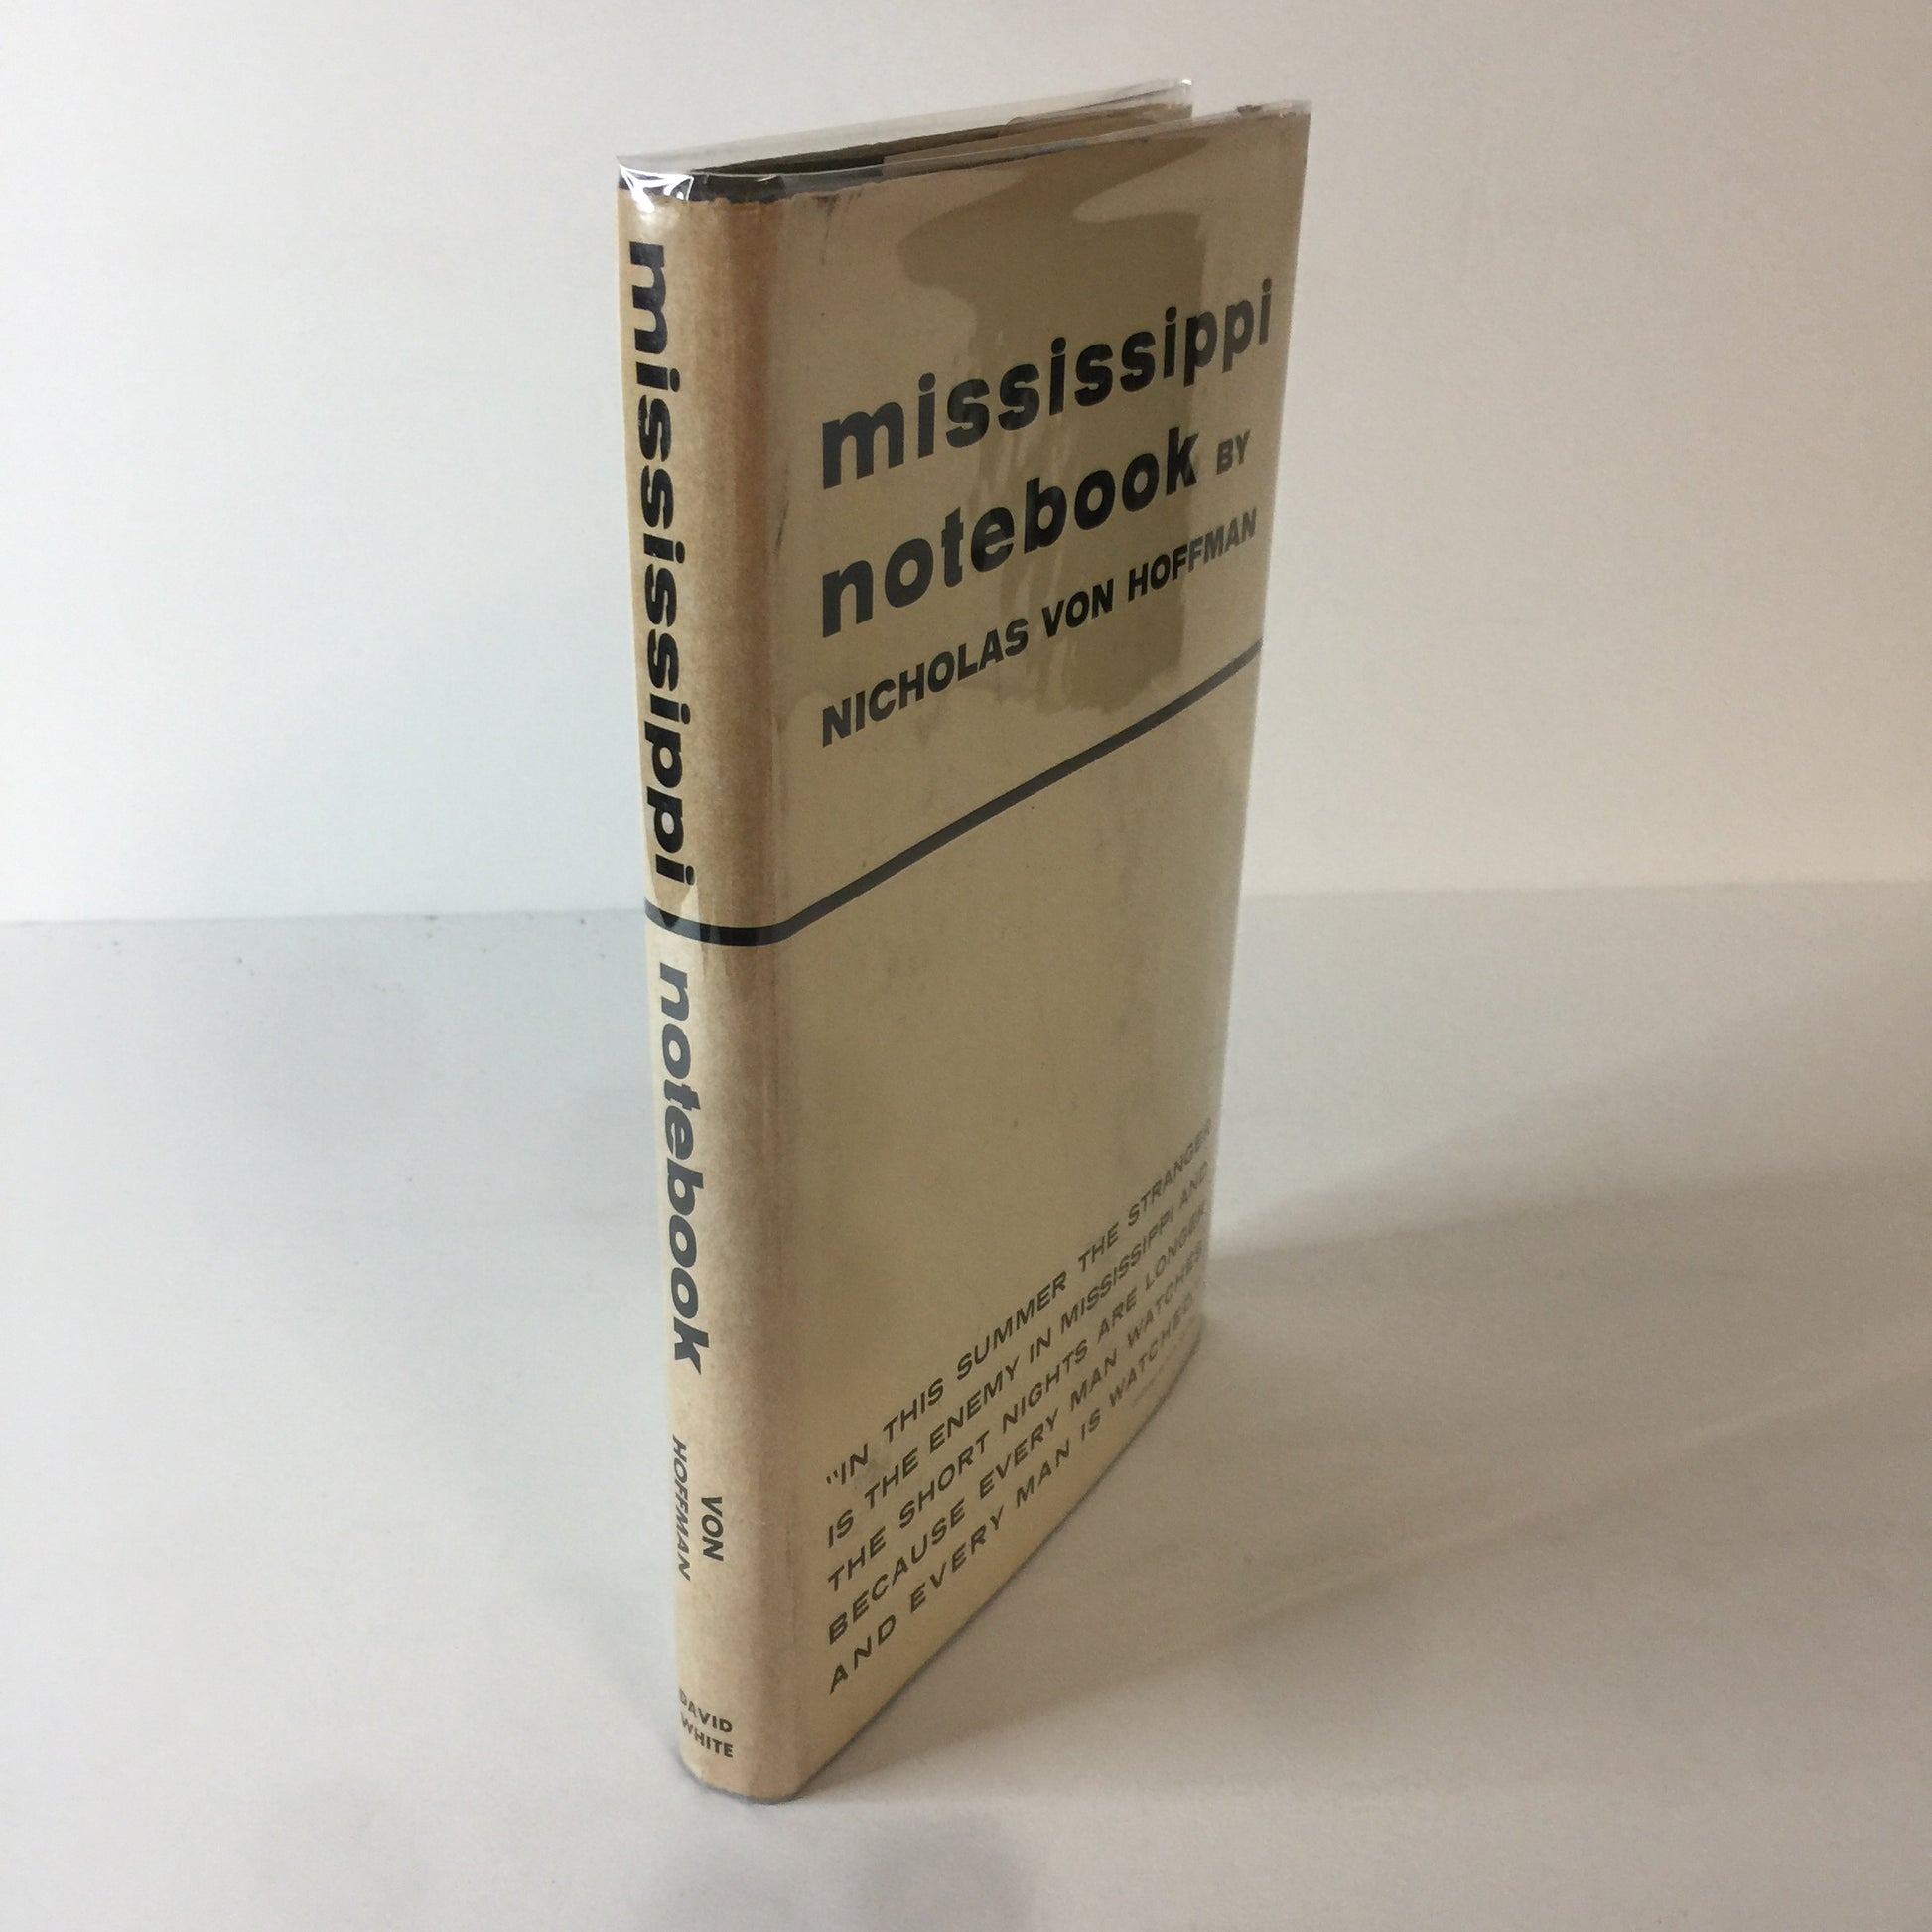 mississippi notebook
VON
HOFFMAN
DAVID
WHITE
mississippi
notebook BY
NICHOLAS VON HOFFMAN
"IN THIS SUMMER THE STRANGER
IS THE ENEMY IN MISSISSIPPI AND
THE SHORT NIGHTS ARE LONGER
BECAUSE EVERY MAN WATCHES
AND EVERY MAN IS WATCHED.